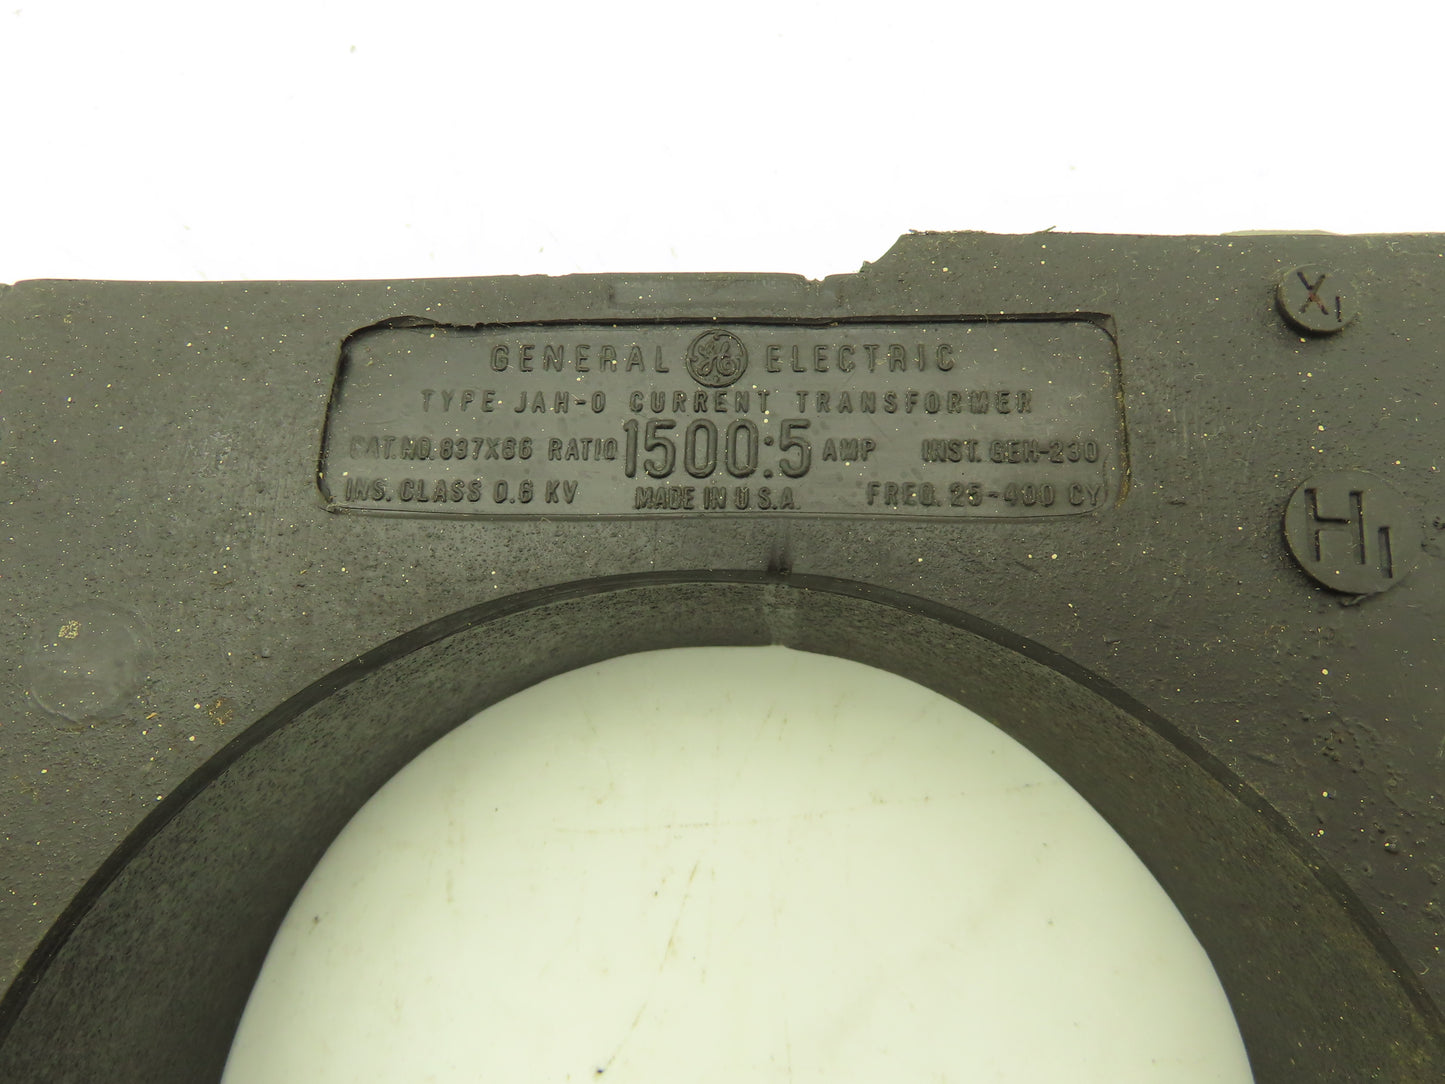 GENERAL GE ELECTRIC
TYPE JAH-0 CURRENT TRANSFORMER
CAT. NO. 637X66 RATIO 1500:5 AMP INST. GEH-230
INS. CLASS 0.6 KV MADE IN U.S.A. FREQ. 25-400 CY
X1
H1